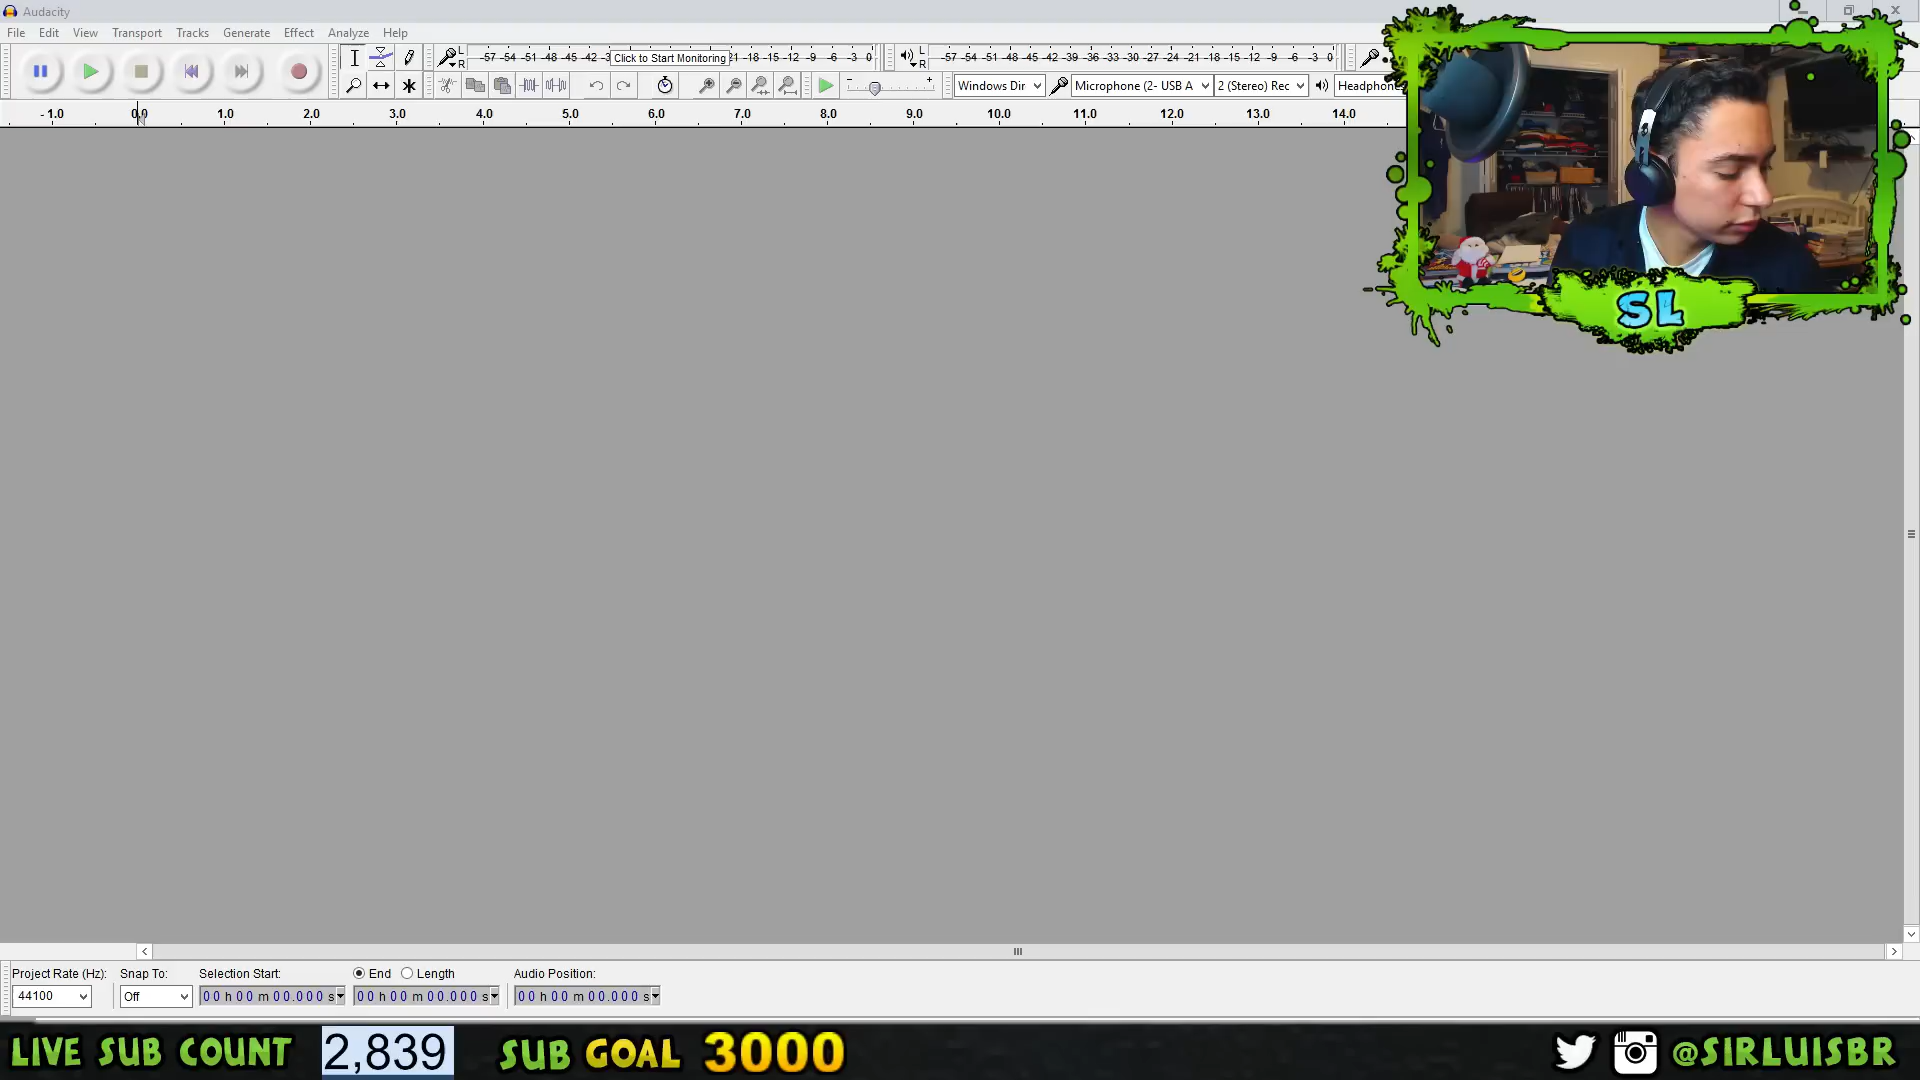 Audacity
File Edit View Transport Tracks Generate Effect Analyze Help
L -57 -54 -51 -48 -45 -42 -3 Click to Start Monitoring 21 -18 -15 -12 -9 -6 -3 0 L -57 -54 -51 -48 -45 -42 -39 -36 -33 -30 -27 -24 -21 -18 -15 -12 -9 -6 -3 0
R R
- + Windows Dir Microphone (2- USB A 2 (Stereo) Rec Headphone
- 1.0 0.0 1.0 2.0 3.0 4.0 5.0 6.0 7.0 8.0 9.0 10.0 11.0 12.0 13.0 14.0
SL
Project Rate (Hz): Snap To: Selection Start: End Length Audio Position:
44100 Off 00 h 00 m 00.000 s 00 h 00 m 00.000 s 00 h 00 m 00.000 s
LIVE SUB COUNT 2,839 SUB GOAL 3000 @SIRLUISBR